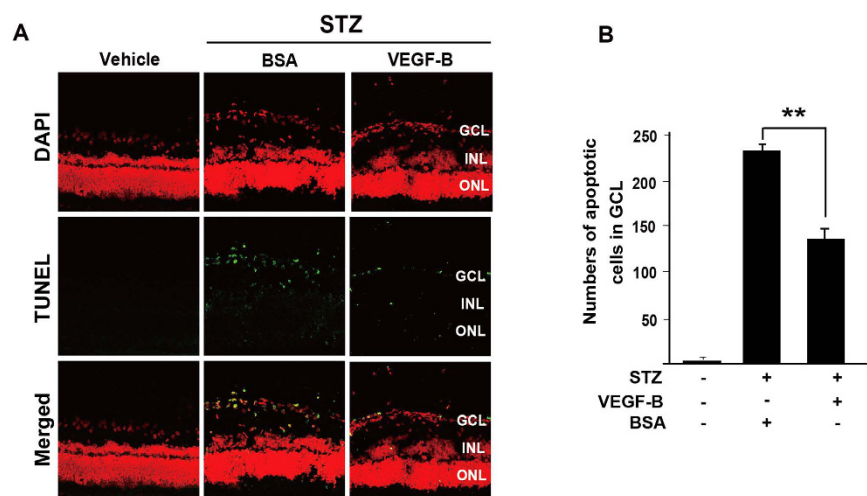 A
STZ
Vehicle
BSA
VEGF-B
DAPI
GCL
INL
ONL
TUNEL
GCL
INL
ONL
Merged
GCL
INL
ONL
B
**
Numbers of apoptotic
cells in GCL
250
200
150
100
50
STZ - + +
VEGF-B - - +
BSA - + -